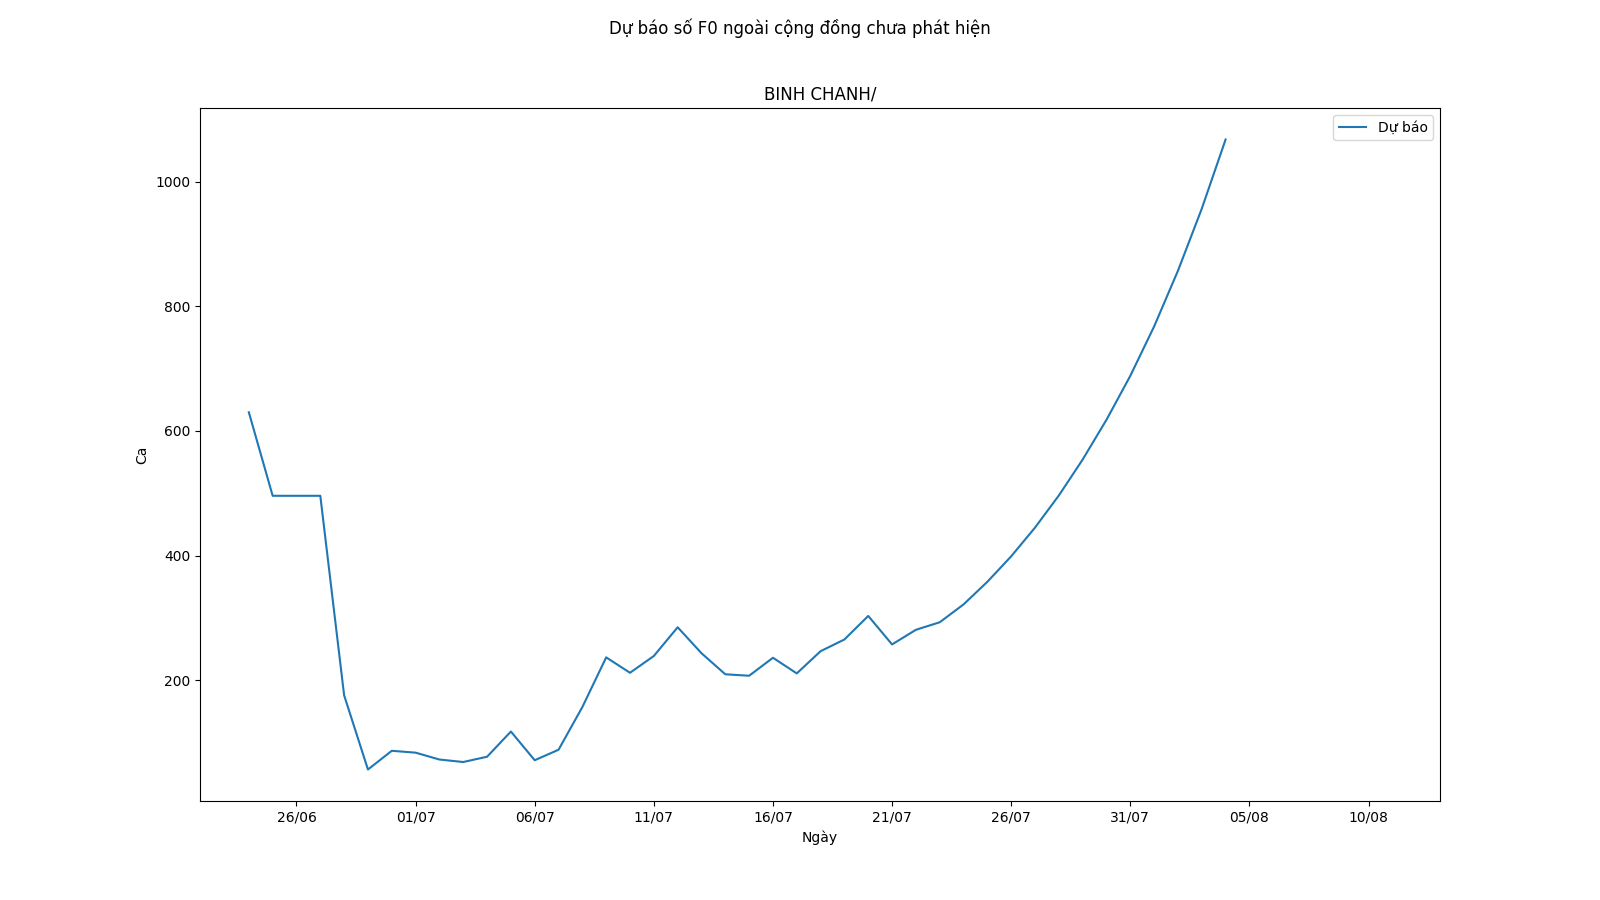 Dự báo số F0 ngoài cộng đồng chưa phát hiện
BINH CHANH/
Dự báo
1000
800
600
400
200
Ca
26/06 01/07 06/07 11/07 16/07 21/07 26/07 31/07 05/08 10/08
Ngày